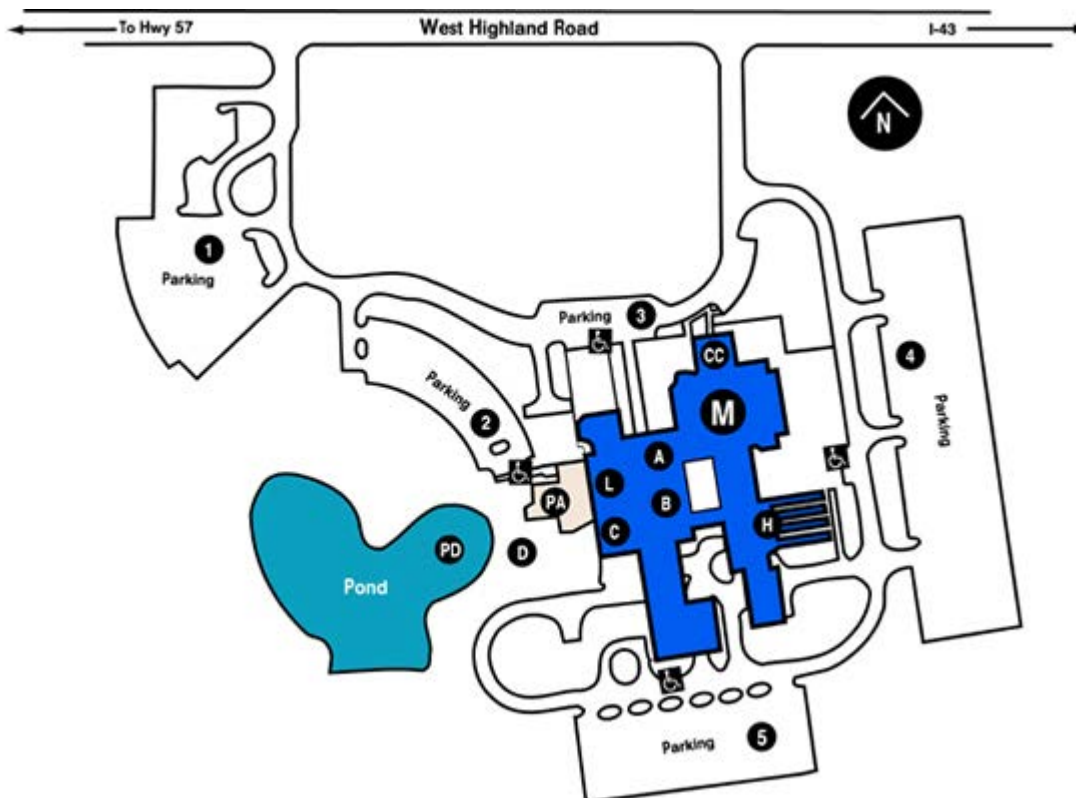 To Hwy 57
West Highland Road
I-43
N
1
Parking
Parking
3
CC
4
Parking
Parking
2
M
A
L
B
PA
C
H
PD
D
Pond
Parking
5